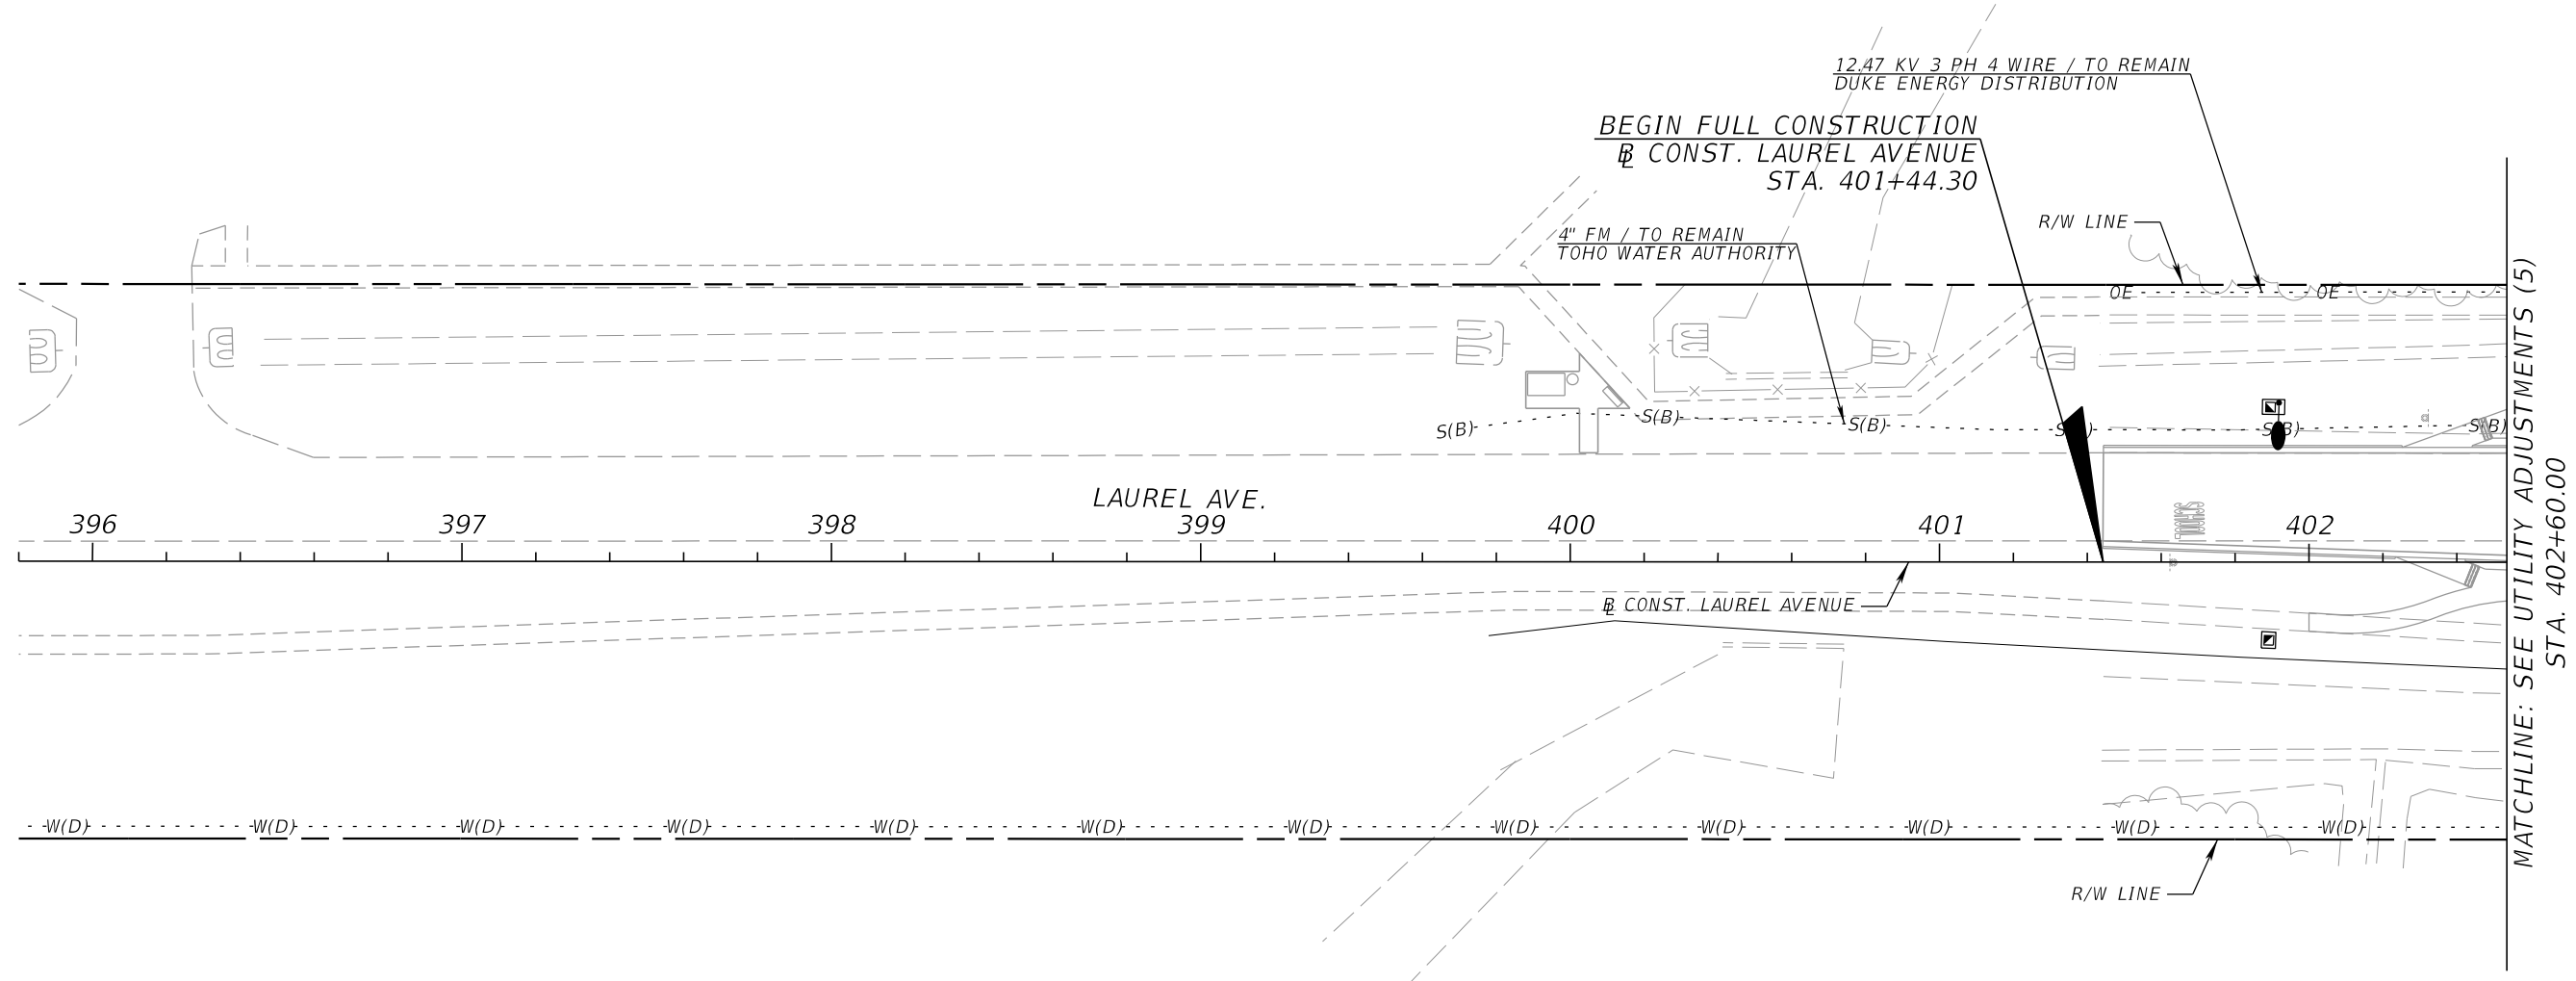 12.47 KV 3 PH 4 WIRE / TO REMAIN
DUKE ENERGY DISTRIBUTION
BEGIN FULL CONSTRUCTION
BL CONST. LAUREL AVENUE
STA. 401+44.30
R/W LINE
4" FM / TO REMAIN
TOHO WATER AUTHORITY
OE OE
S(B) S(B) S(B) S(B) S(B) S(B)
LAUREL AVE.
396 397 398 399 400 401 402
BL CONST. LAUREL AVENUE
W(D) W(D) W(D) W(D) W(D) W(D) W(D) W(D) W(D) W(D) W(D) W(D)
R/W LINE
MATCHLINE: SEE UTILITY ADJUSTMENTS (5)
STA. 402+60.00